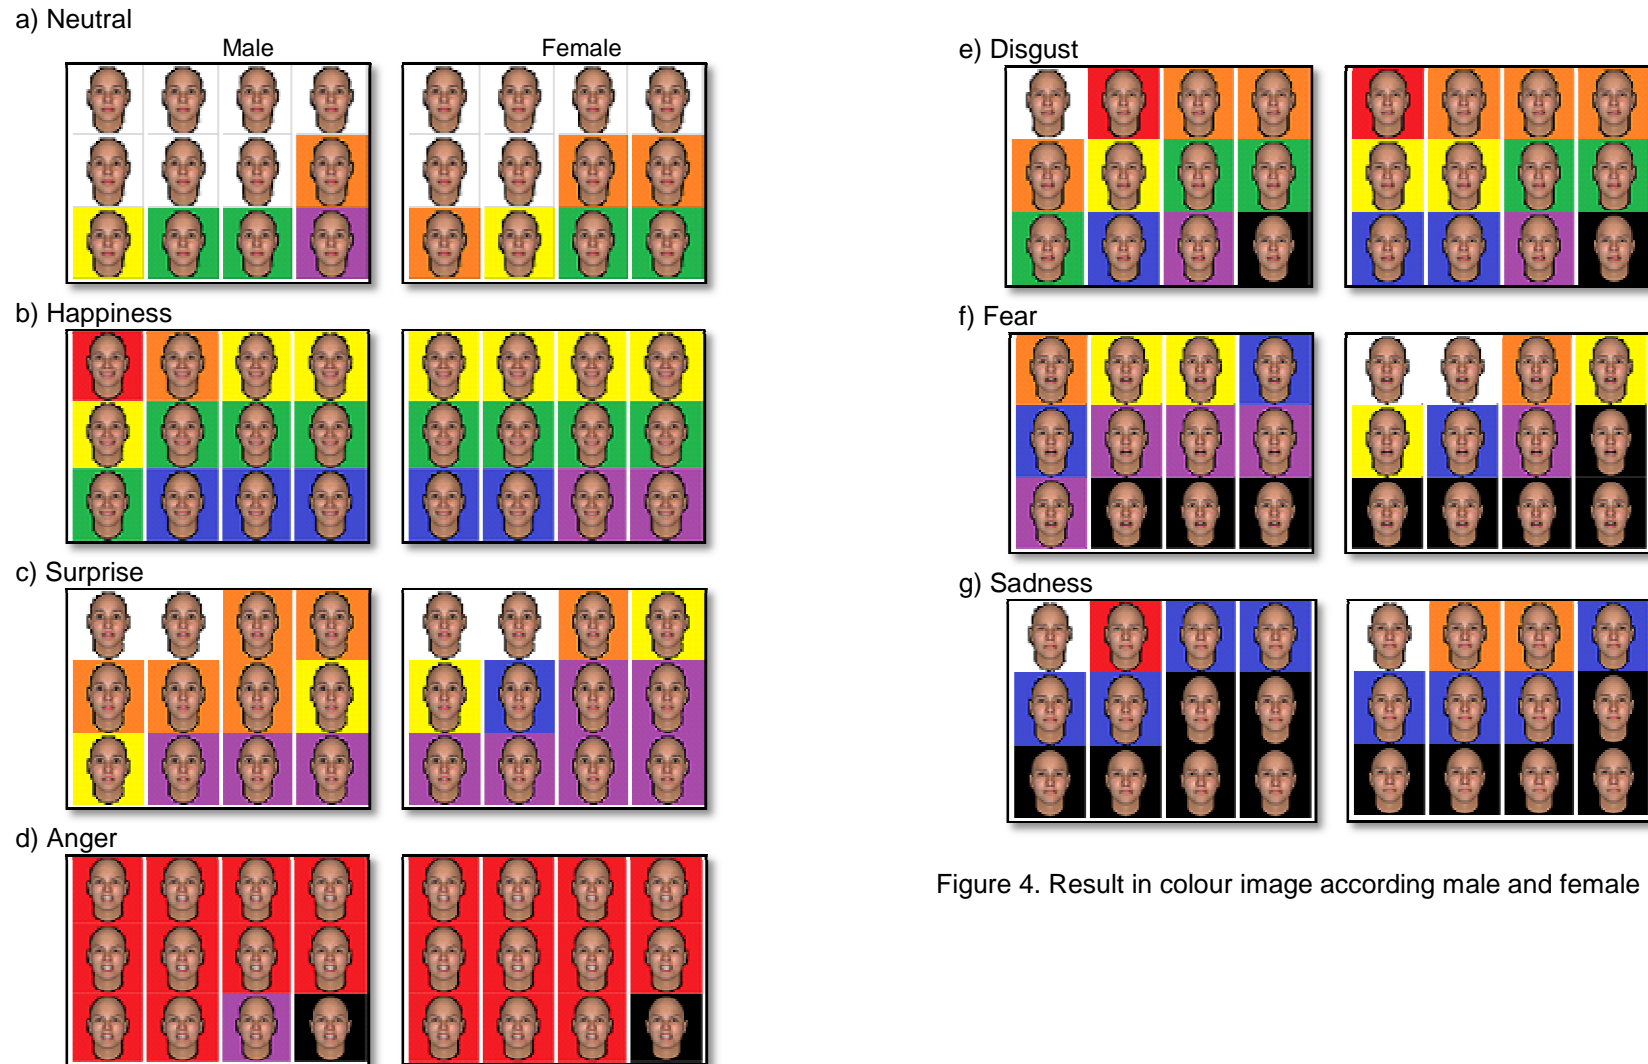 a) Neutral
Male Female
b) Happiness
c) Surprise
d) Anger
e) Disgust
f) Fear
g) Sadness
Figure 4. Result in colour image according male and female